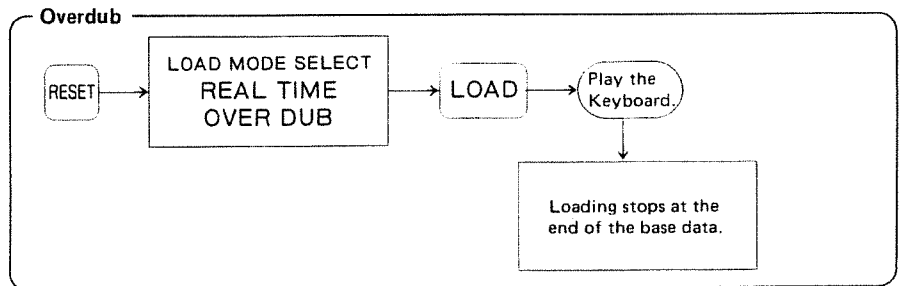 Overdub
RESET
LOAD MODE SELECT
REAL TIME
OVER DUB
LOAD
Play the
Keyboard.
Loading stops at the
end of the base data.